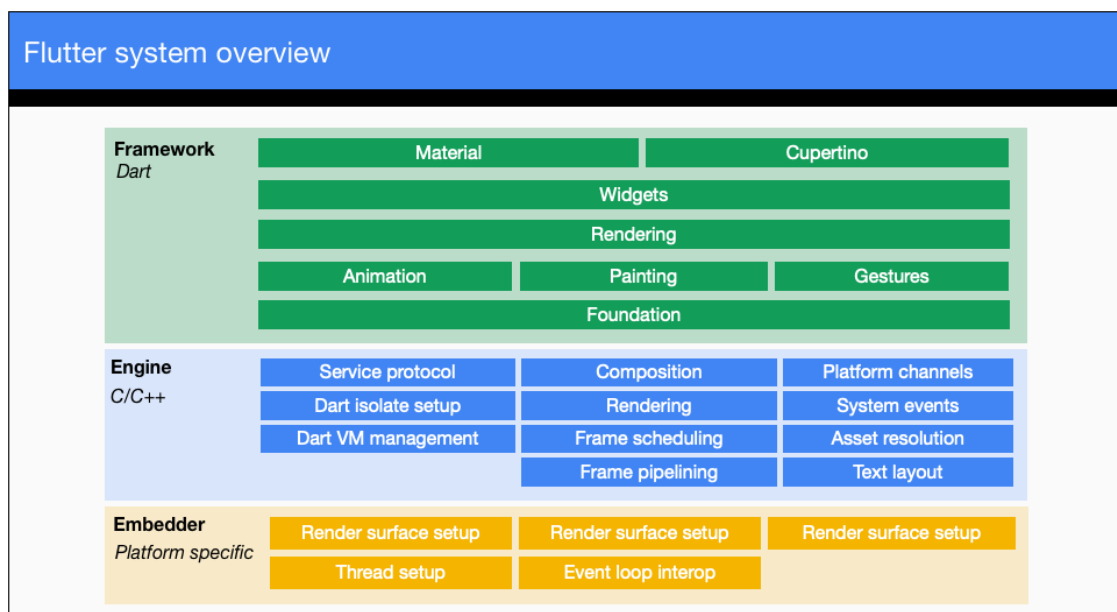 Flutter system overview
Framework
Dart
Material Cupertino
Widgets
Rendering
Animation Painting Gestures
Foundation
Engine
C/C++
Service protocol Composition Platform channels
Dart isolate setup Rendering System events
Dart VM management Frame scheduling Asset resolution
Frame pipelining Text layout
Embedder
Platform specific
Render surface setup Render surface setup Render surface setup
Thread setup Event loop interop